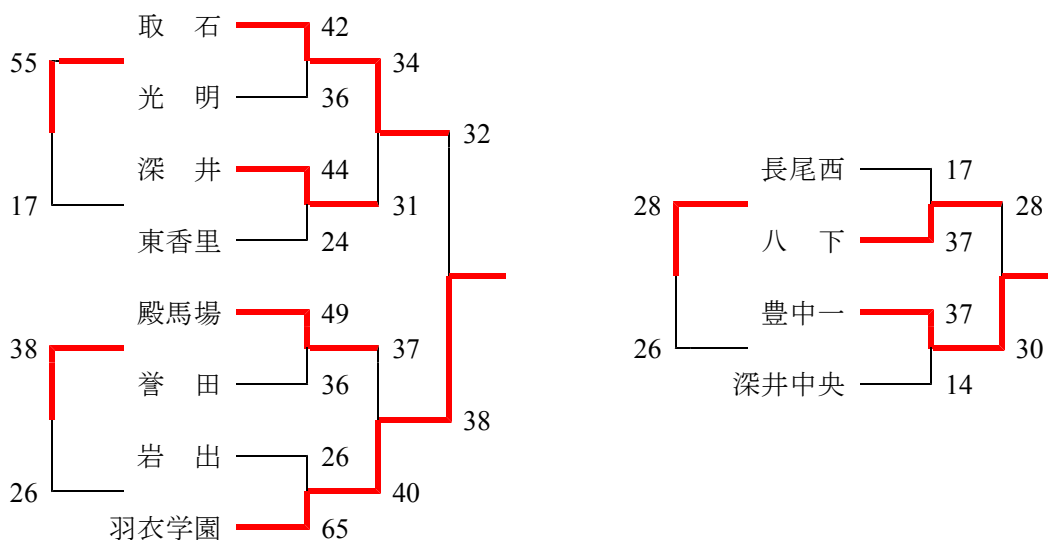 取 石 42
55 34
光 明 36
32
深 井 44
17 31
東香里 24
殿馬場 49
38 37
誉 田 36
38
岩 出 26
26 40
羽衣学園 65
長尾西 17
28 28
八 下 37
豊中一 37
26 30
深井中央 14